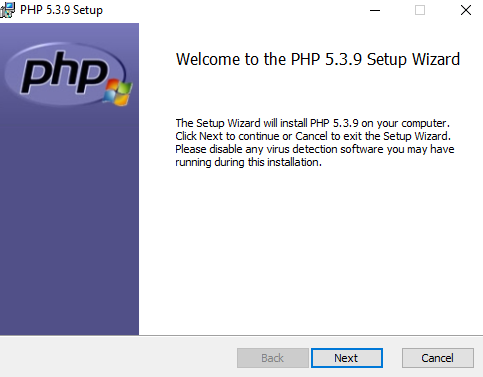 PHP 5.3.9 Setup
php
Welcome to the PHP 5.3.9 Setup Wizard
The Setup Wizard will install PHP 5.3.9 on your computer.
Click Next to continue or Cancel to exit the Setup Wizard.
Please disable any virus detection software you may have
running during this installation.
Back
Next
Cancel